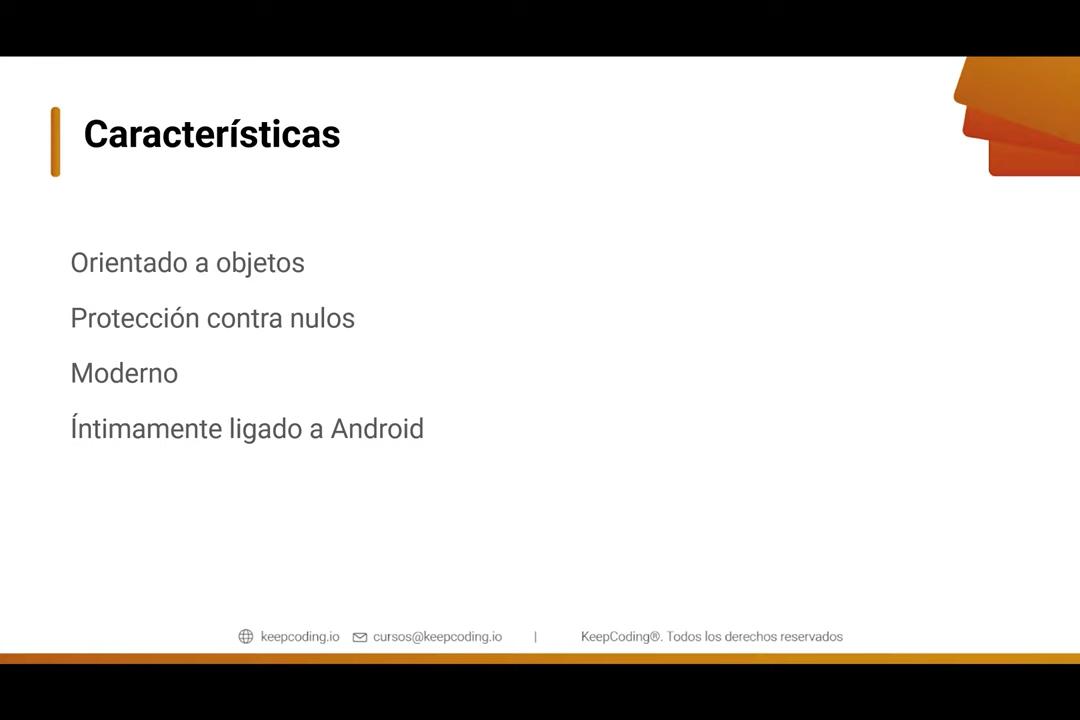 Características
Orientado a objetos
Protección contra nulos
Moderno
Íntimamente ligado a Android
keepcoding.io cursos@keepcoding.io | KeepCoding®. Todos los derechos reservados